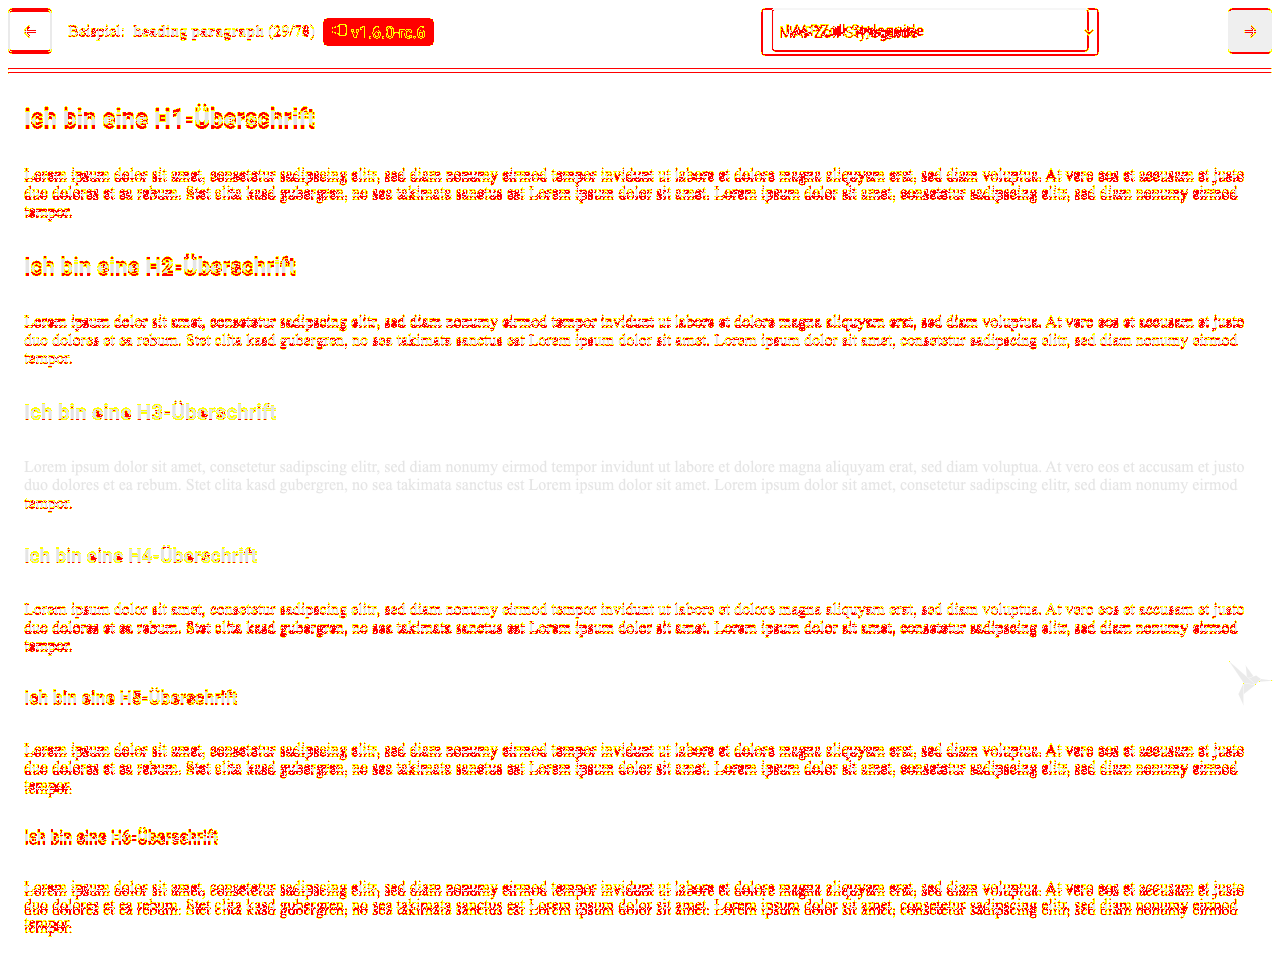 Beispiel: heading paragraph (29/78) v1.6.0-rc.6
Ich bin eine H1-Überschrift
Lorem ipsum dolor sit amet, consetetur sadipscing elitr, sed diam nonumy eirmod tempor invidunt ut labore et dolore magna aliquyam erat, sed diam voluptua. At vero eos et accusam et justo
duo dolores et ea rebum. Stet clita kasd gubergren, no sea takimata sanctus est Lorem ipsum dolor sit amet. Lorem ipsum dolor sit amet, consetetur sadipscing elitr, sed diam nonumy eirmod
tempor.
Ich bin eine H2-Überschrift
Lorem ipsum dolor sit amet, consetetur sadipscing elitr, sed diam nonumy eirmod tempor invidunt ut labore et dolore magna aliquyam erat, sed diam voluptua. At vero eos et accusam et justo
duo dolores et ea rebum. Stet clita kasd gubergren, no sea takimata sanctus est Lorem ipsum dolor sit amet. Lorem ipsum dolor sit amet, consetetur sadipscing elitr, sed diam nonumy eirmod
tempor.
Ich bin eine H3-Überschrift
Lorem ipsum dolor sit amet, consetetur sadipscing elitr, sed diam nonumy eirmod tempor invidunt ut labore et dolore magna aliquyam erat, sed diam voluptua. At vero eos et accusam et justo
duo dolores et ea rebum. Stet clita kasd gubergren, no sea takimata sanctus est Lorem ipsum dolor sit amet. Lorem ipsum dolor sit amet, consetetur sadipscing elitr, sed diam nonumy eirmod
tempor.
Ich bin eine H4-Überschrift
Lorem ipsum dolor sit amet, consetetur sadipscing elitr, sed diam nonumy eirmod tempor invidunt ut labore et dolore magna aliquyam erat, sed diam voluptua. At vero eos et accusam et justo
duo dolores et ea rebum. Stet clita kasd gubergren, no sea takimata sanctus est Lorem ipsum dolor sit amet. Lorem ipsum dolor sit amet, consetetur sadipscing elitr, sed diam nonumy eirmod
tempor.
Ich bin eine H5-Überschrift
Lorem ipsum dolor sit amet, consetetur sadipscing elitr, sed diam nonumy eirmod tempor invidunt ut labore et dolore magna aliquyam erat, sed diam voluptua. At vero eos et accusam et justo
duo dolores et ea rebum. Stet clita kasd gubergren, no sea takimata sanctus est Lorem ipsum dolor sit amet. Lorem ipsum dolor sit amet, consetetur sadipscing elitr, sed diam nonumy eirmod
tempor.
Ich bin eine H6-Überschrift
Lorem ipsum dolor sit amet, consetetur sadipscing elitr, sed diam nonumy eirmod tempor invidunt ut labore et dolore magna aliquyam erat, sed diam voluptua. At vero eos et accusam et justo
duo dolores et ea rebum. Stet clita kasd gubergren, no sea takimata sanctus est Lorem ipsum dolor sit amet. Lorem ipsum dolor sit amet, consetetur sadipscing elitr, sed diam nonumy eirmod
tempor.